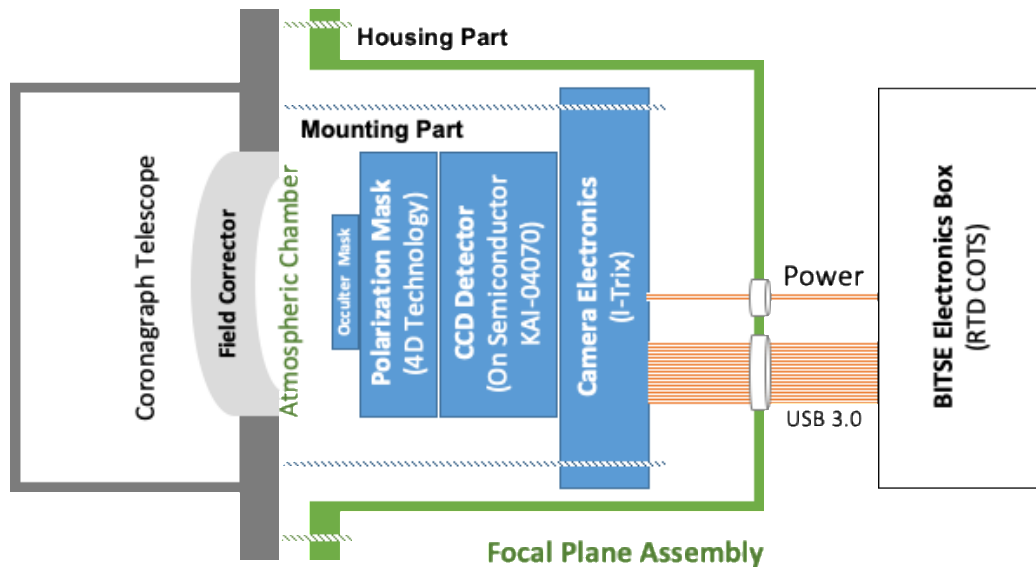 Housing Part
Mounting Part
Coronagraph Telescope
Field Corrector
Atmospheric Chamber
Occulter Mask
Polarization Mask
(4D Technology)
CCD Detector
(On Semiconductor
KAI-04070)
Camera Electronics
(I-Trix)
Power
USB 3.0
BITSE Electronics Box
(RTD COTS)
Focal Plane Assembly